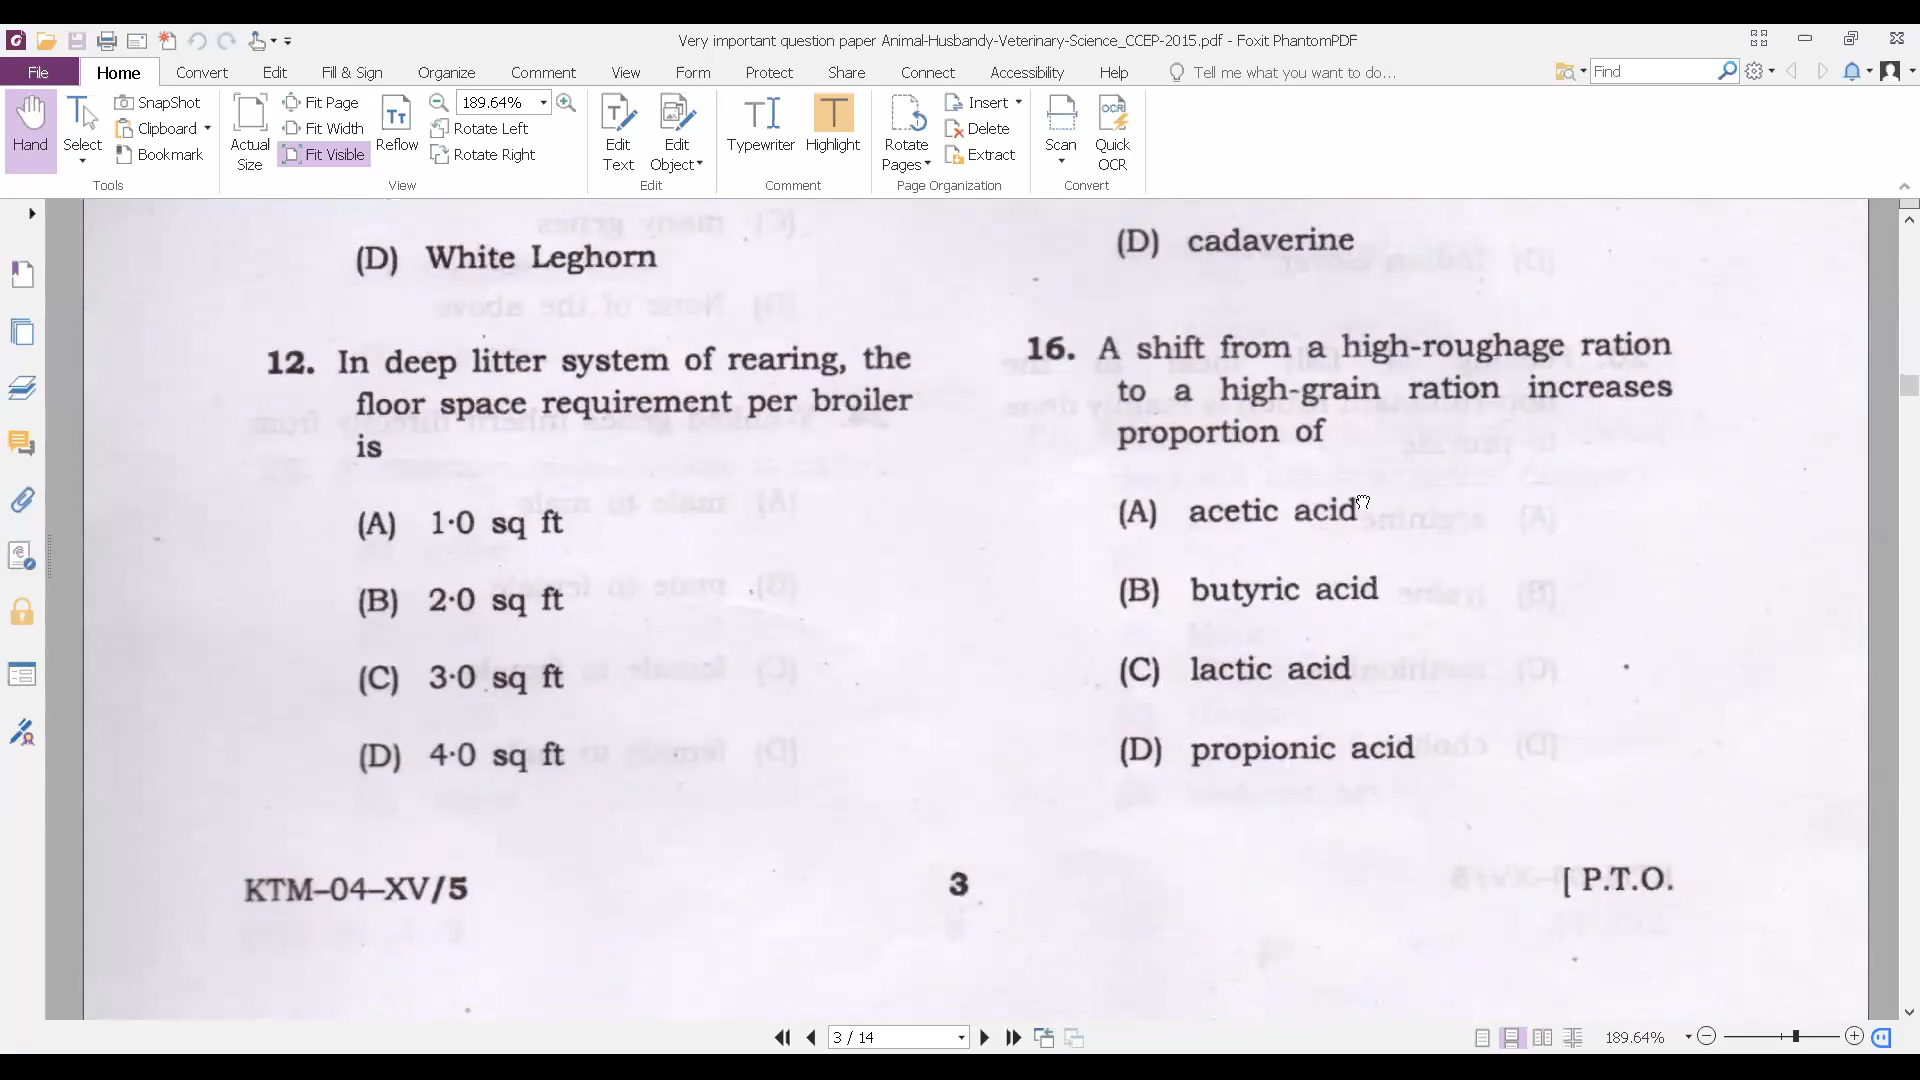 Very important question paper Animal-Husbandy-Veterinary-Science_CCEP-2015.pdf - Foxit PhantomPDF
File Home Convert Edit Fill & Sign Organize Comment View Form Protect Share Connect Accessibility Help Tell me what you want to do... Find
Hand
Select
SnapShot
Clipboard
Bookmark
Tools
Actual Size
Fit Page
Fit Width
Fit Visible
Reflow
189.64%
Rotate Left
Rotate Right
View
Edit Text
Edit Object
Edit
Typewriter
Highlight
Comment
Rotate Pages
Insert
Delete
Extract
Page Organization
Scan
OCR
Quick OCR
Convert
(D) White Leghorn
12. In deep litter system of rearing, the
floor space requirement per broiler
is
(A) 1·0 sq ft
(B) 2·0 sq ft
(C) 3·0 sq ft
(D) 4·0 sq ft
(D) cadaverine
16. A shift from a high-roughage ration
to a high-grain ration increases
proportion of
(A) acetic acid
(B) butyric acid
(C) lactic acid
(D) propionic acid
KTM–04–XV/5 3 [ P.T.O.
3 / 14
189.64%